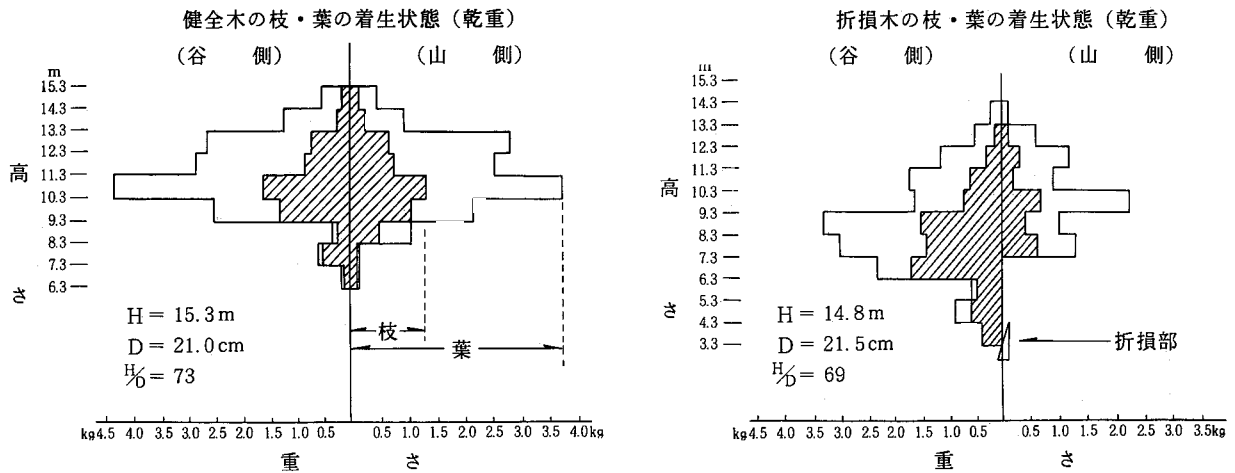 健全木の枝・葉の着生状態（乾重）
（谷　側）　（山　側）
m
15.3
14.3
13.3
12.3
11.3
10.3
9.3
8.3
7.3
6.3
高
さ
H = 15.3m
D = 21.0cm
H/D = 73
枝
葉
kg4.5 4.0 3.5 3.0 2.5 2.0 1.5 1.0 0.5 0.5 1.0 1.5 2.0 2.5 3.0 3.5 4.0kg
重　さ
折損木の枝・葉の着生状態（乾重）
（谷　側）　（山　側）
m
15.3
14.3
13.3
12.3
11.3
10.3
9.3
8.3
7.3
6.3
5.3
4.3
3.3
高
さ
H = 14.8m
D = 21.5cm
H/D = 69
折損部
kg4.5 4.0 3.5 3.0 2.5 2.0 1.5 1.0 0.5 0.5 1.0 1.5 2.0 2.5 3.0 3.5kg
重　さ